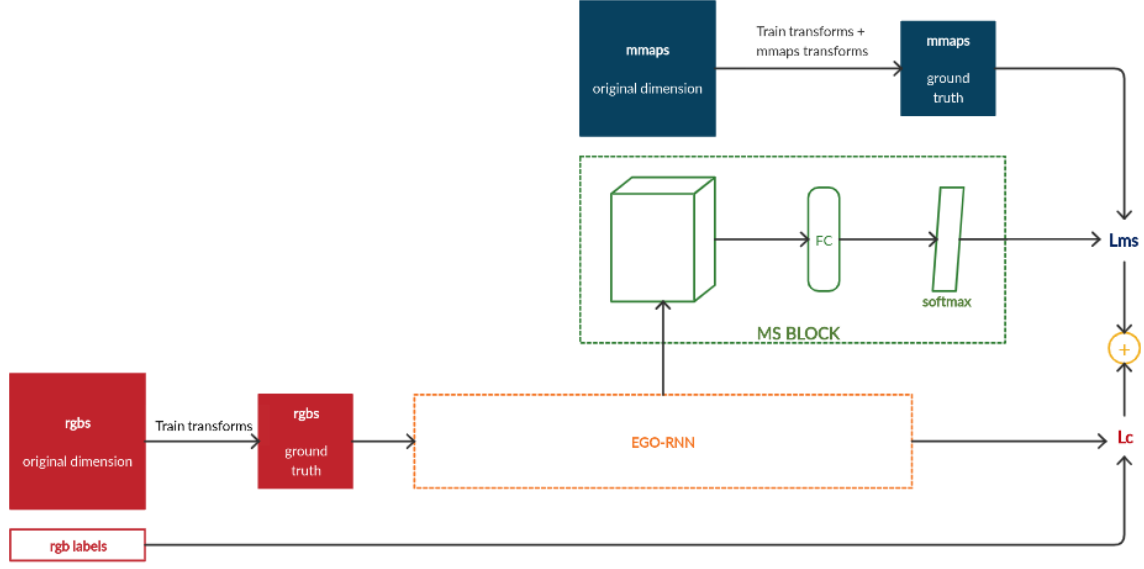 mmaps
original dimension
Train transforms +
mmaps transforms
mmaps
ground
truth
FC
softmax
Lms
MS BLOCK
+
rgbs
original dimension
Train transforms
rgbs
ground
truth
EGO-RNN
Lc
rgb labels